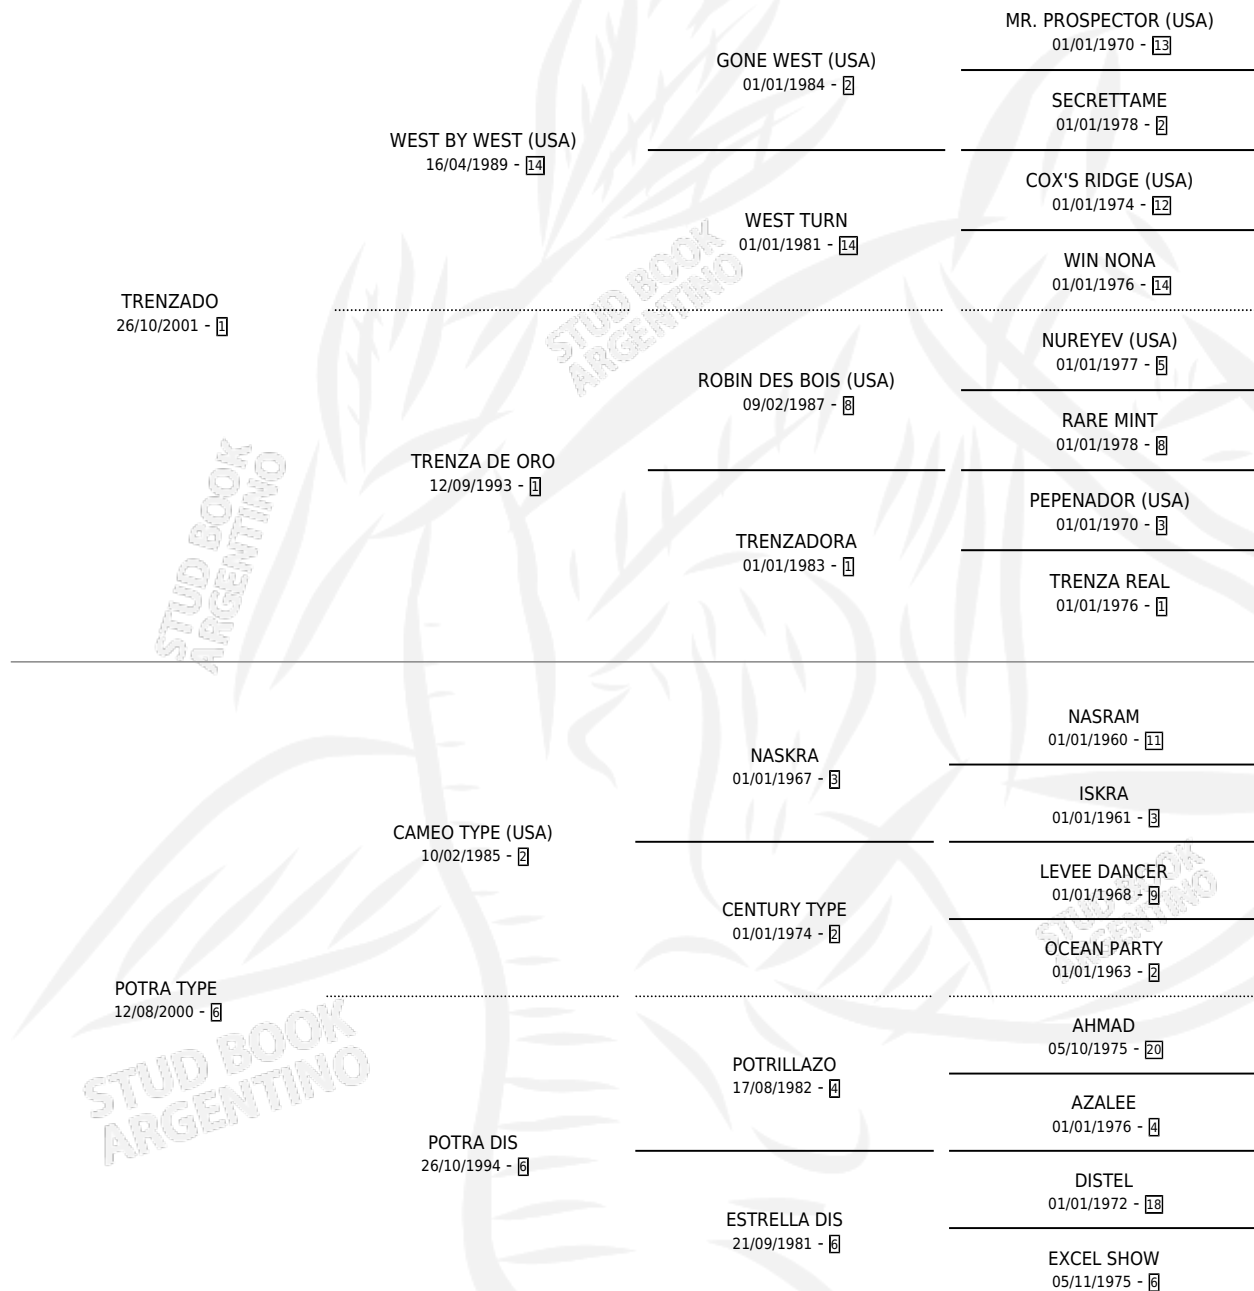 MR. PROSPECTOR (USA)
01/01/1970 - 13
GONE WEST (USA)
01/01/1984 - 2
SECRETTAME
01/01/1978 - 2
WEST BY WEST (USA)
16/04/1989 - 14
COX'S RIDGE (USA)
01/01/1974 - 12
WEST TURN
01/01/1981 - 14
WIN NONA
01/01/1976 - 14
TRENZADO
26/10/2001 - 1
NUREYEV (USA)
01/01/1977 - 5
ROBIN DES BOIS (USA)
09/02/1987 - 8
RARE MINT
01/01/1978 - 8
TRENZA DE ORO
12/09/1993 - 1
PEPENADOR (USA)
01/01/1970 - 3
TRENZADORA
01/01/1983 - 1
TRENZA REAL
01/01/1976 - 1
NASRAM
01/01/1960 - 11
NASKRA
01/01/1967 - 3
ISKRA
01/01/1961 - 3
CAMEO TYPE (USA)
10/02/1985 - 2
LEVEE DANCER
01/01/1968 - 9
CENTURY TYPE
01/01/1974 - 2
OCEAN PARTY
01/01/1963 - 2
POTRA TYPE
12/08/2000 - 6
AHMAD
05/10/1975 - 20
POTRILLAZO
17/08/1982 - 4
AZALEE
01/01/1976 - 4
POTRA DIS
26/10/1994 - 6
DISTEL
01/01/1972 - 18
ESTRELLA DIS
21/09/1981 - 6
EXCEL SHOW
05/11/1975 - 6
STUD BOOK
ARGENTINO
STUD BOOK
ARGENTINO
STUD BOOK
ARGENTINO
STUD BOOK
ARGENTINO